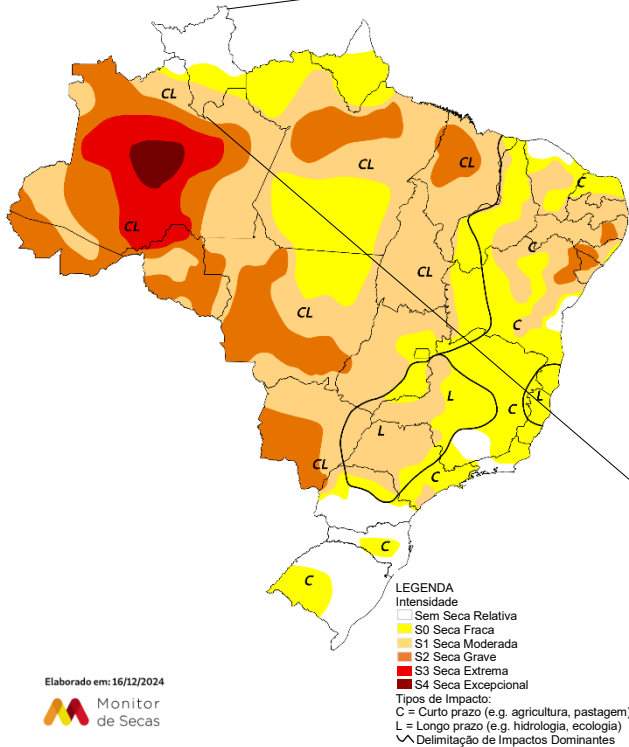 CL
CL
CL
CL
C
CL
C
CL
CL
C
L
L
C
L
CL
C
C
C
LEGENDA
Intensidade
Sem Seca Relativa
S0 Seca Fraca
S1 Seca Moderada
S2 Seca Grave
S3 Seca Extrema
S4 Seca Excepcional
Tipos de Impacto:
C = Curto prazo (e.g. agricultura, pastagem)
L = Longo prazo (e.g. hidrologia, ecologia)
Delimitação de Impactos Dominantes
Elaborado em: 16/12/2024
Monitor
de Secas